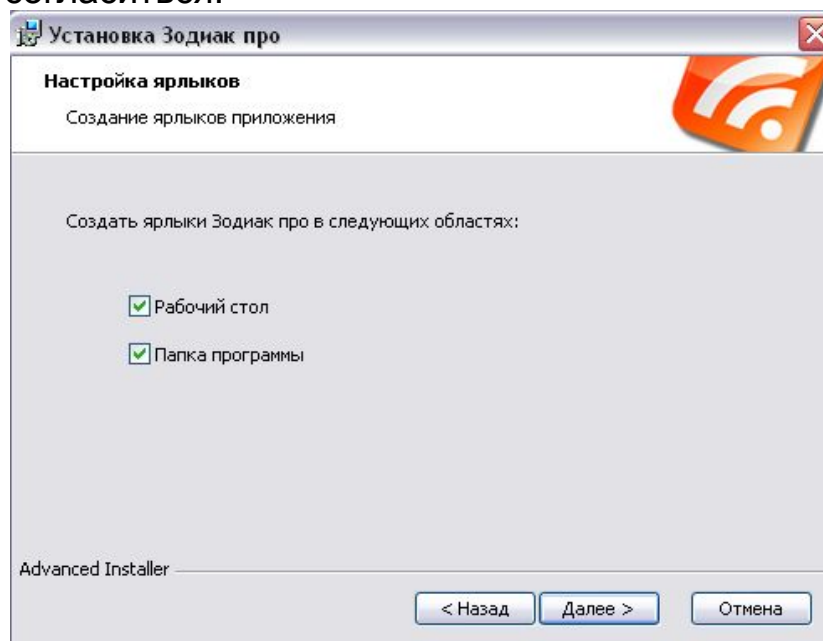 согласиться.
Установка Зодиак про
Настройка ярлыков
Создание ярлыков приложения
Создать ярлыки Зодиак про в следующих областях:
Рабочий стол
Папка программы
Advanced Installer
< Назад Далее > Отмена